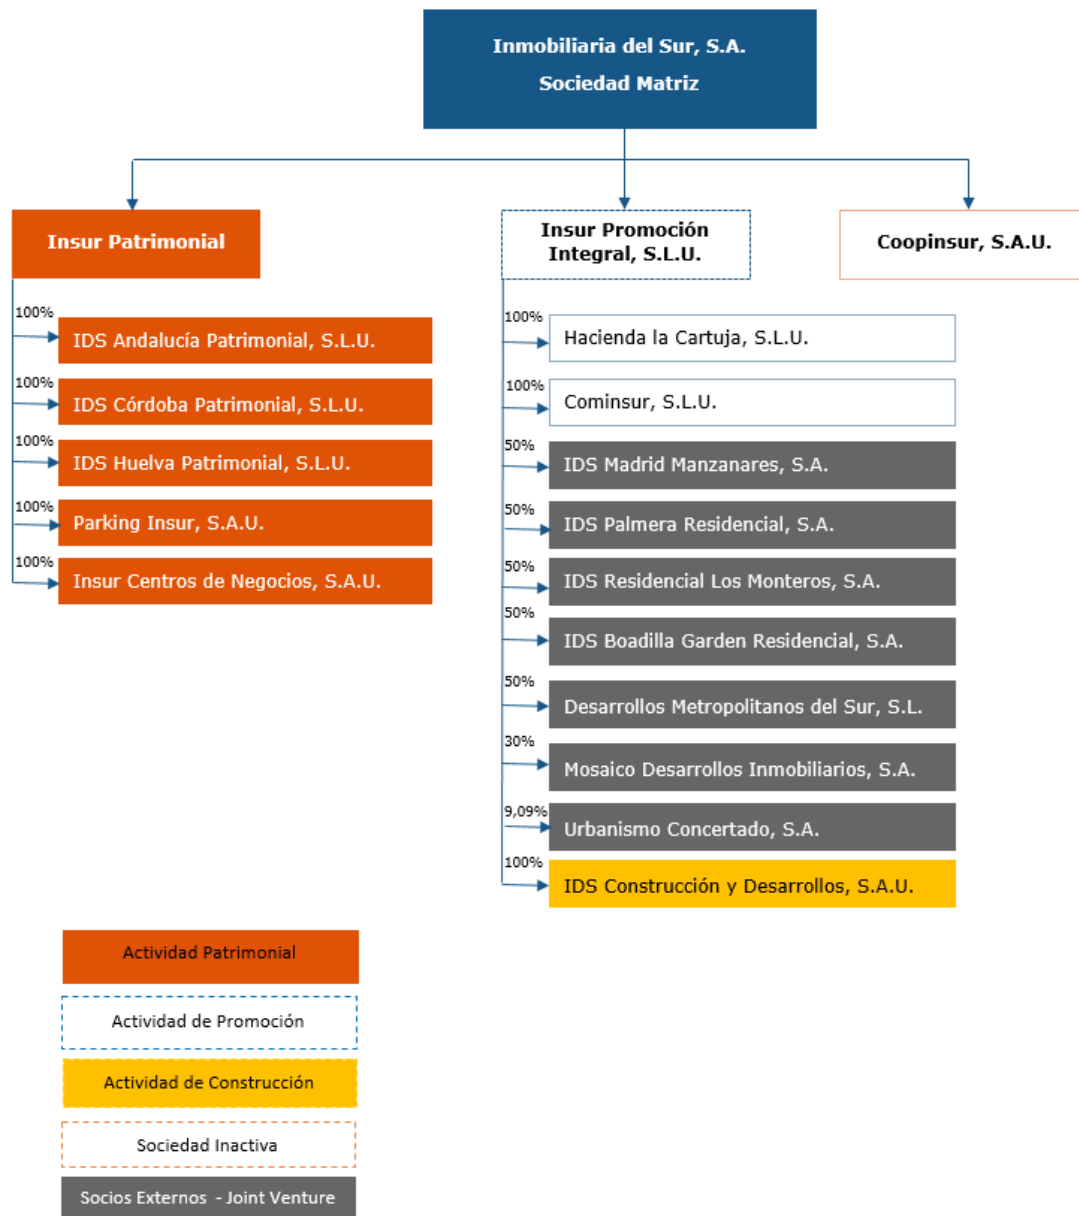 Inmobiliaria del Sur, S.A.
Sociedad Matriz
Insur Patrimonial
Insur Promoción
Integral, S.L.U.
Coopinsur, S.A.U.
100%
IDS Andalucía Patrimonial, S.L.U.
100%
IDS Córdoba Patrimonial, S.L.U.
100%
IDS Huelva Patrimonial, S.L.U.
100%
Parking Insur, S.A.U.
100%
Insur Centros de Negocios, S.A.U.
100%
Hacienda la Cartuja, S.L.U.
100%
Cominsur, S.L.U.
50%
IDS Madrid Manzanares, S.A.
50%
IDS Palmera Residencial, S.A.
50%
IDS Residencial Los Monteros, S.A.
50%
IDS Boadilla Garden Residencial, S.A.
50%
Desarrollos Metropolitanos del Sur, S.L.
30%
Mosaico Desarrollos Inmobiliarios, S.A.
9,09%
Urbanismo Concertado, S.A.
100%
IDS Construcción y Desarrollos, S.A.U.
Actividad Patrimonial
Actividad de Promoción
Actividad de Construcción
Sociedad Inactiva
Socios Externos - Joint Venture